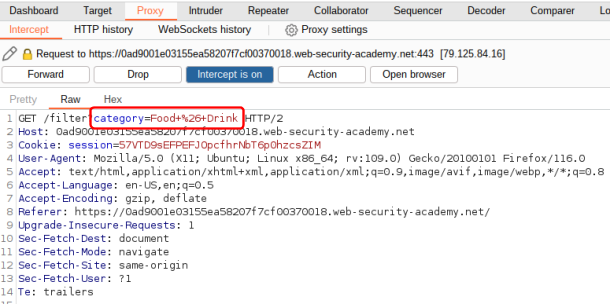 Dashboard Target Proxy Intruder Repeater Collaborator Sequencer Decoder Comparer Lo
Intercept HTTP history WebSockets history Proxy settings
Request to https://0ad9001e03155ea58207f7cf00370018.web-security-academy.net:443 [79.125.84.16]
Forward Drop Intercept is on Action Open browser
Pretty Raw Hex
1 GET /filter?category=Food+%26+Drink HTTP/2
2 Host: 0ad9001e03155ea58207f7cf00370018.web-security-academy.net
3 Cookie: session=57VTD9sEFPEFJOpcfhrNbT6pOhzcsZIM
4 User-Agent: Mozilla/5.0 (X11; Ubuntu; Linux x86_64; rv:109.0) Gecko/20100101 Firefox/116.0
5 Accept: text/html,application/xhtml+xml,application/xml;q=0.9,image/avif,image/webp,*/*;q=0.8
6 Accept-Language: en-US,en;q=0.5
7 Accept-Encoding: gzip, deflate
8 Referer: https://0ad9001e03155ea58207f7cf00370018.web-security-academy.net/
9 Upgrade-Insecure-Requests: 1
10 Sec-Fetch-Dest: document
11 Sec-Fetch-Mode: navigate
12 Sec-Fetch-Site: same-origin
13 Sec-Fetch-User: ?1
14 Te: trailers
15